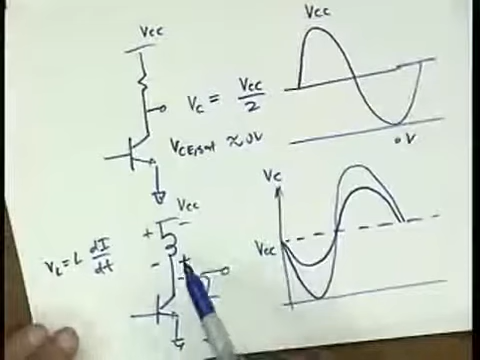 Vcc
Vcc
Vc = Vcc/2
VCE,sat ≈ 0V
0V
Vcc
+ −
VL = L dI/dt
− +
Vc
Vcc